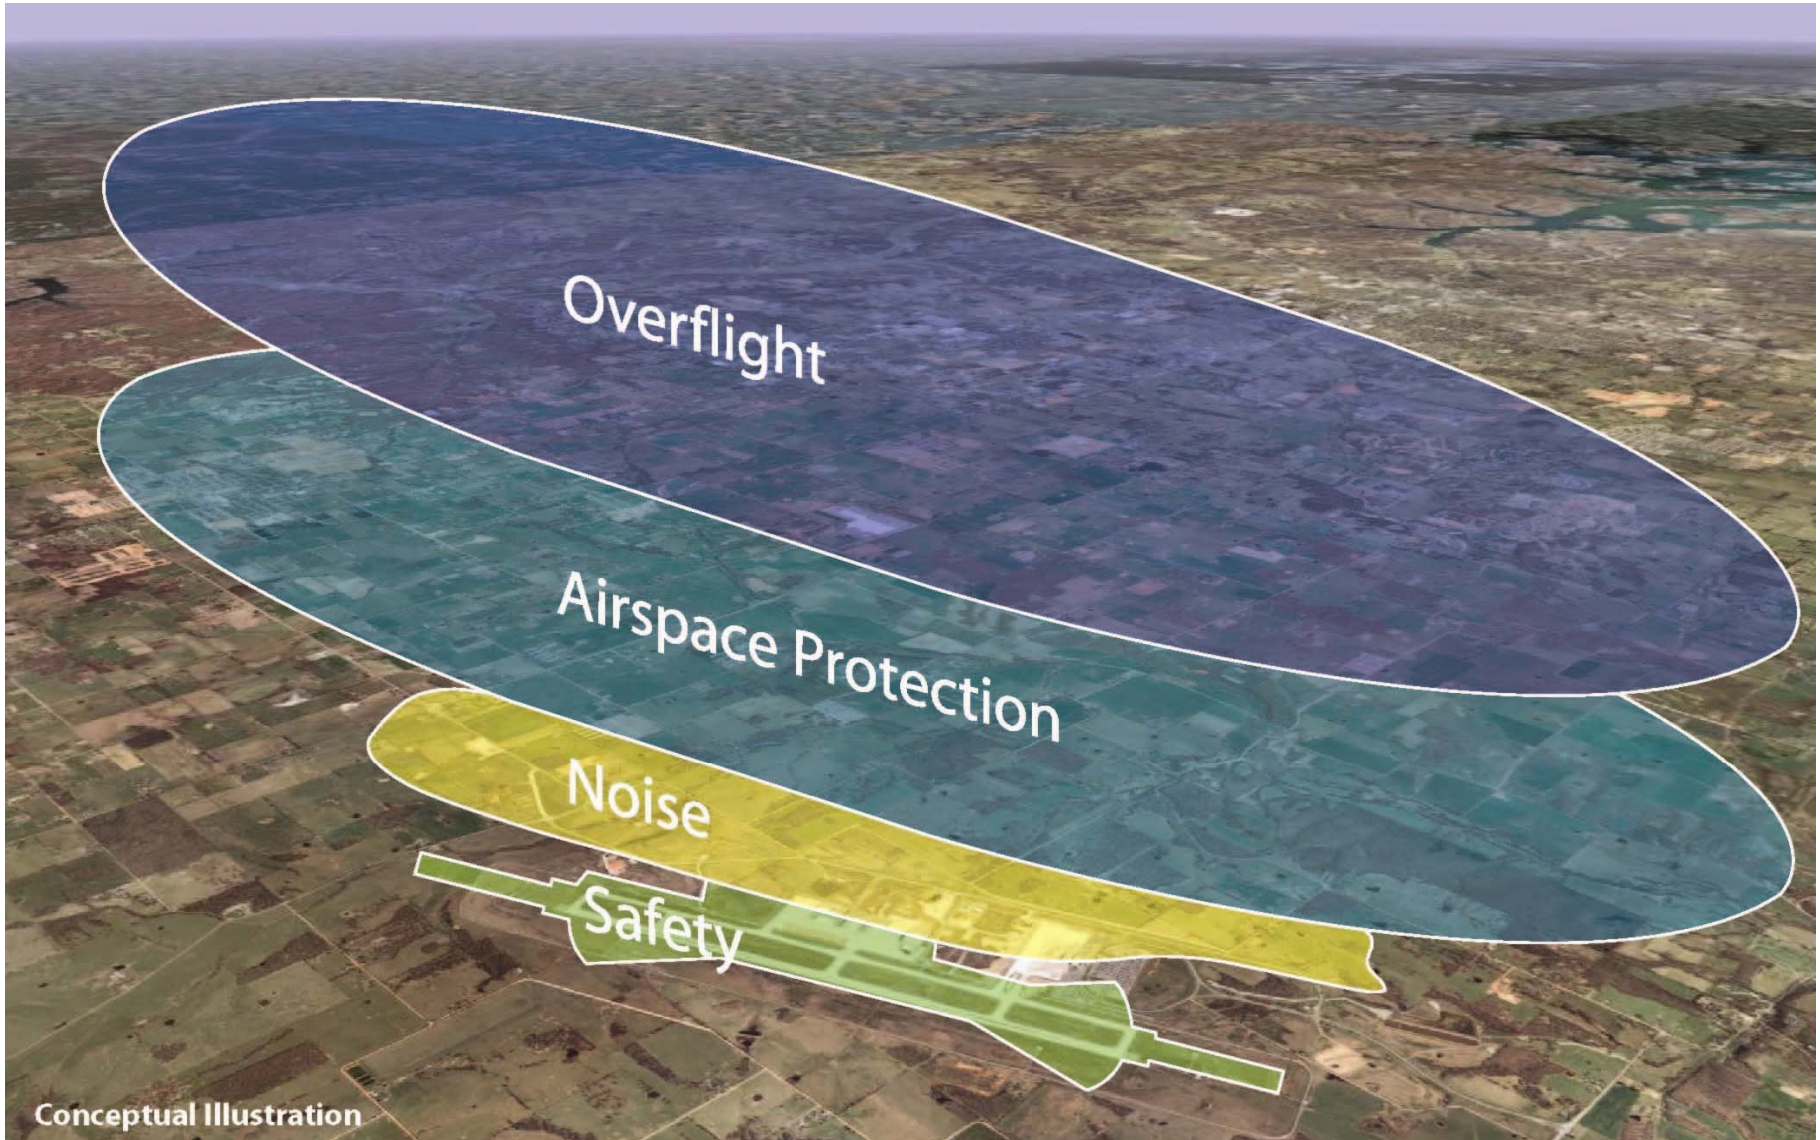 Overflight
Airspace Protection
Noise
Safety
Conceptual Illustration